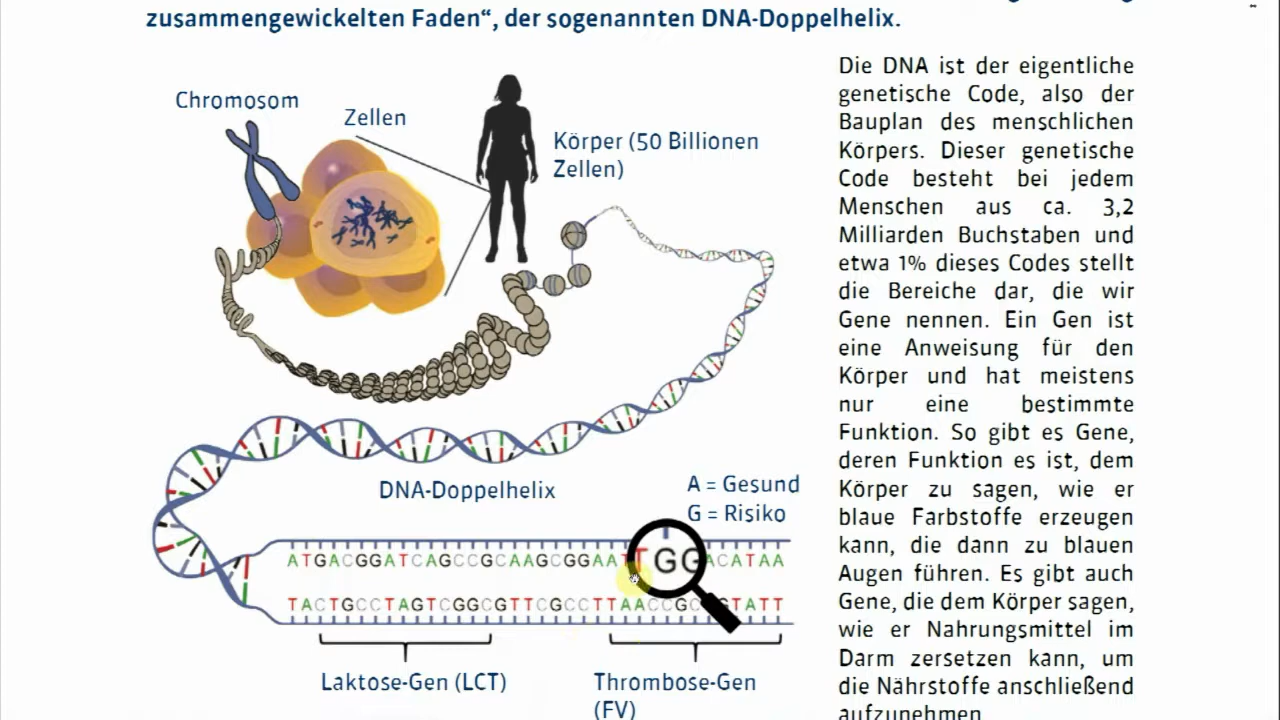 zusammengewickelten Faden“, der sogenannten DNA-Doppelhelix.
Chromosom
Zellen
Körper (50 Billionen
Zellen)
DNA-Doppelhelix
A = Gesund
G = Risiko
ATGACGGATCAGCCGCAAGCGGAATTGGACATAA
TACTGCCTAGTCGGCGTTCGCCTTAACCGC GTATT
Laktose-Gen (LCT)
Thrombose-Gen
(FV)
Die DNA ist der eigentliche
genetische Code, also der
Bauplan des menschlichen
Körpers. Dieser genetische
Code besteht bei jedem
Menschen aus ca. 3,2
Milliarden Buchstaben und
etwa 1% dieses Codes stellt
die Bereiche dar, die wir
Gene nennen. Ein Gen ist
eine Anweisung für den
Körper und hat meistens
nur eine bestimmte
Funktion. So gibt es Gene,
deren Funktion es ist, dem
Körper zu sagen, wie er
blaue Farbstoffe erzeugen
kann, die dann zu blauen
Augen führen. Es gibt auch
Gene, die dem Körper sagen,
wie er Nahrungsmittel im
Darm zersetzen kann, um
die Nährstoffe anschließend
aufzunehmen